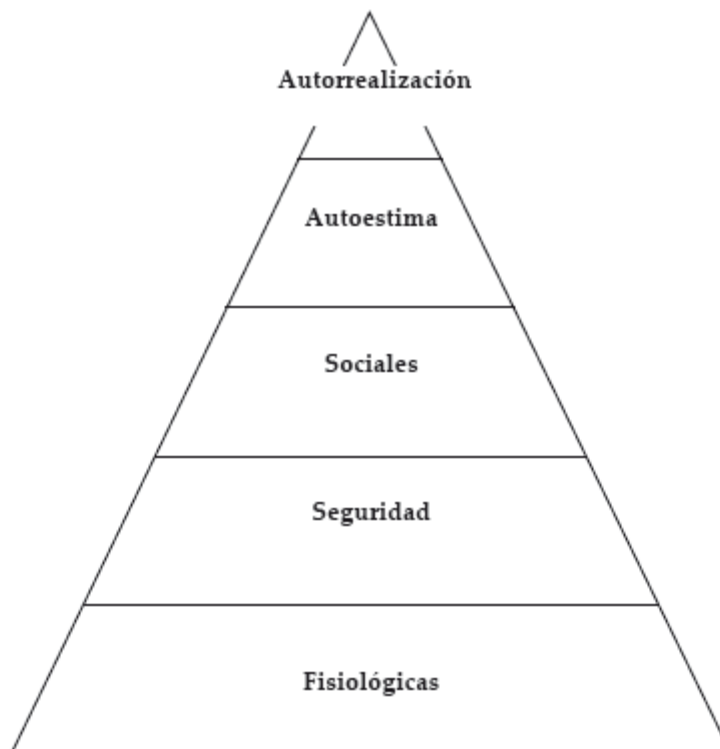 Autorrealización
Autoestima
Sociales
Seguridad
Fisiológicas